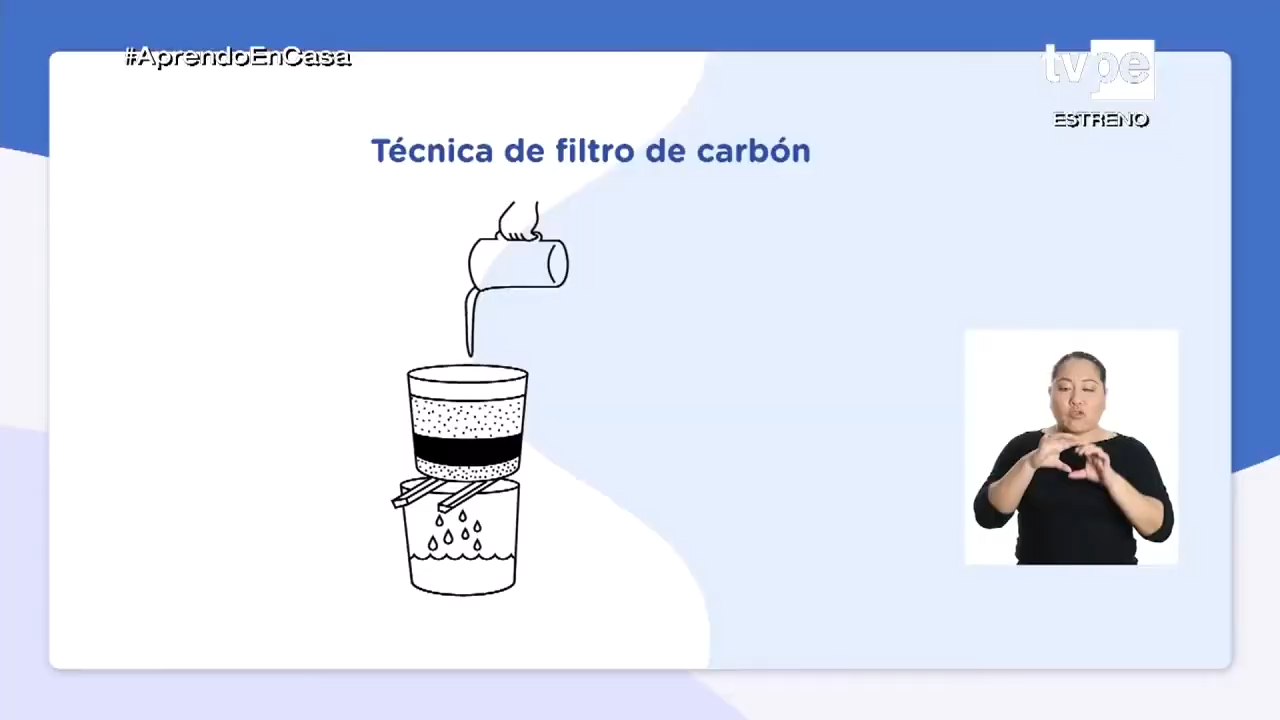 #AprendoEnCasa
tvpe
ESTRENO
Técnica de filtro de carbón